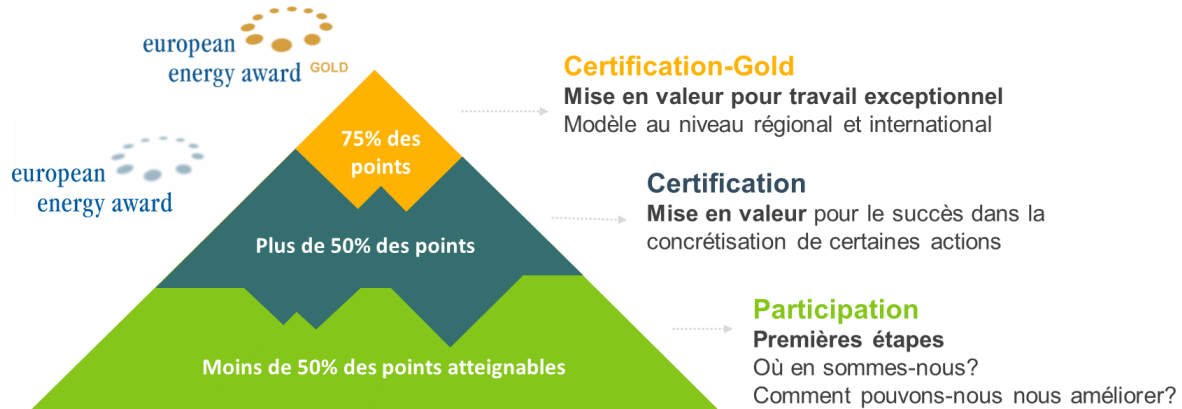 european
energy award GOLD
Certification-Gold
Mise en valeur pour travail exceptionnel
Modèle au niveau régional et international
75% des
points
european
energy award
Certification
Mise en valeur pour le succès dans la
concrétisation de certaines actions
Plus de 50% des points
Participation
Premières étapes
Où en sommes-nous?
Comment pouvons-nous nous améliorer?
Moins de 50% des points atteignables